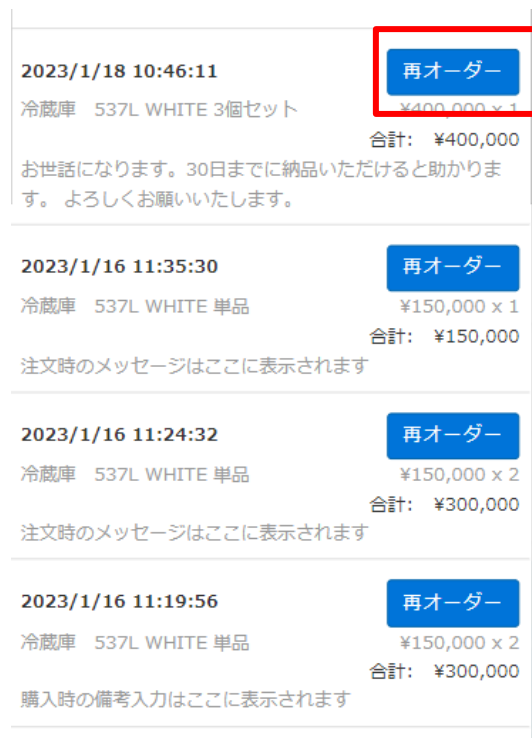 2023/1/18 10:46:11 再オーダー
冷蔵庫 537L WHITE 3個セット ¥400,000 x 1
合計: ¥400,000
お世話になります。30日までに納品いただけると助かりま
す。 よろしくお願いいたします。
2023/1/16 11:35:30 再オーダー
冷蔵庫 537L WHITE 単品 ¥150,000 x 1
合計: ¥150,000
注文時のメッセージはここに表示されます
2023/1/16 11:24:32 再オーダー
冷蔵庫 537L WHITE 単品 ¥150,000 x 2
合計: ¥300,000
注文時のメッセージはここに表示されます
2023/1/16 11:19:56 再オーダー
冷蔵庫 537L WHITE 単品 ¥150,000 x 2
合計: ¥300,000
購入時の備考入力はここに表示されます